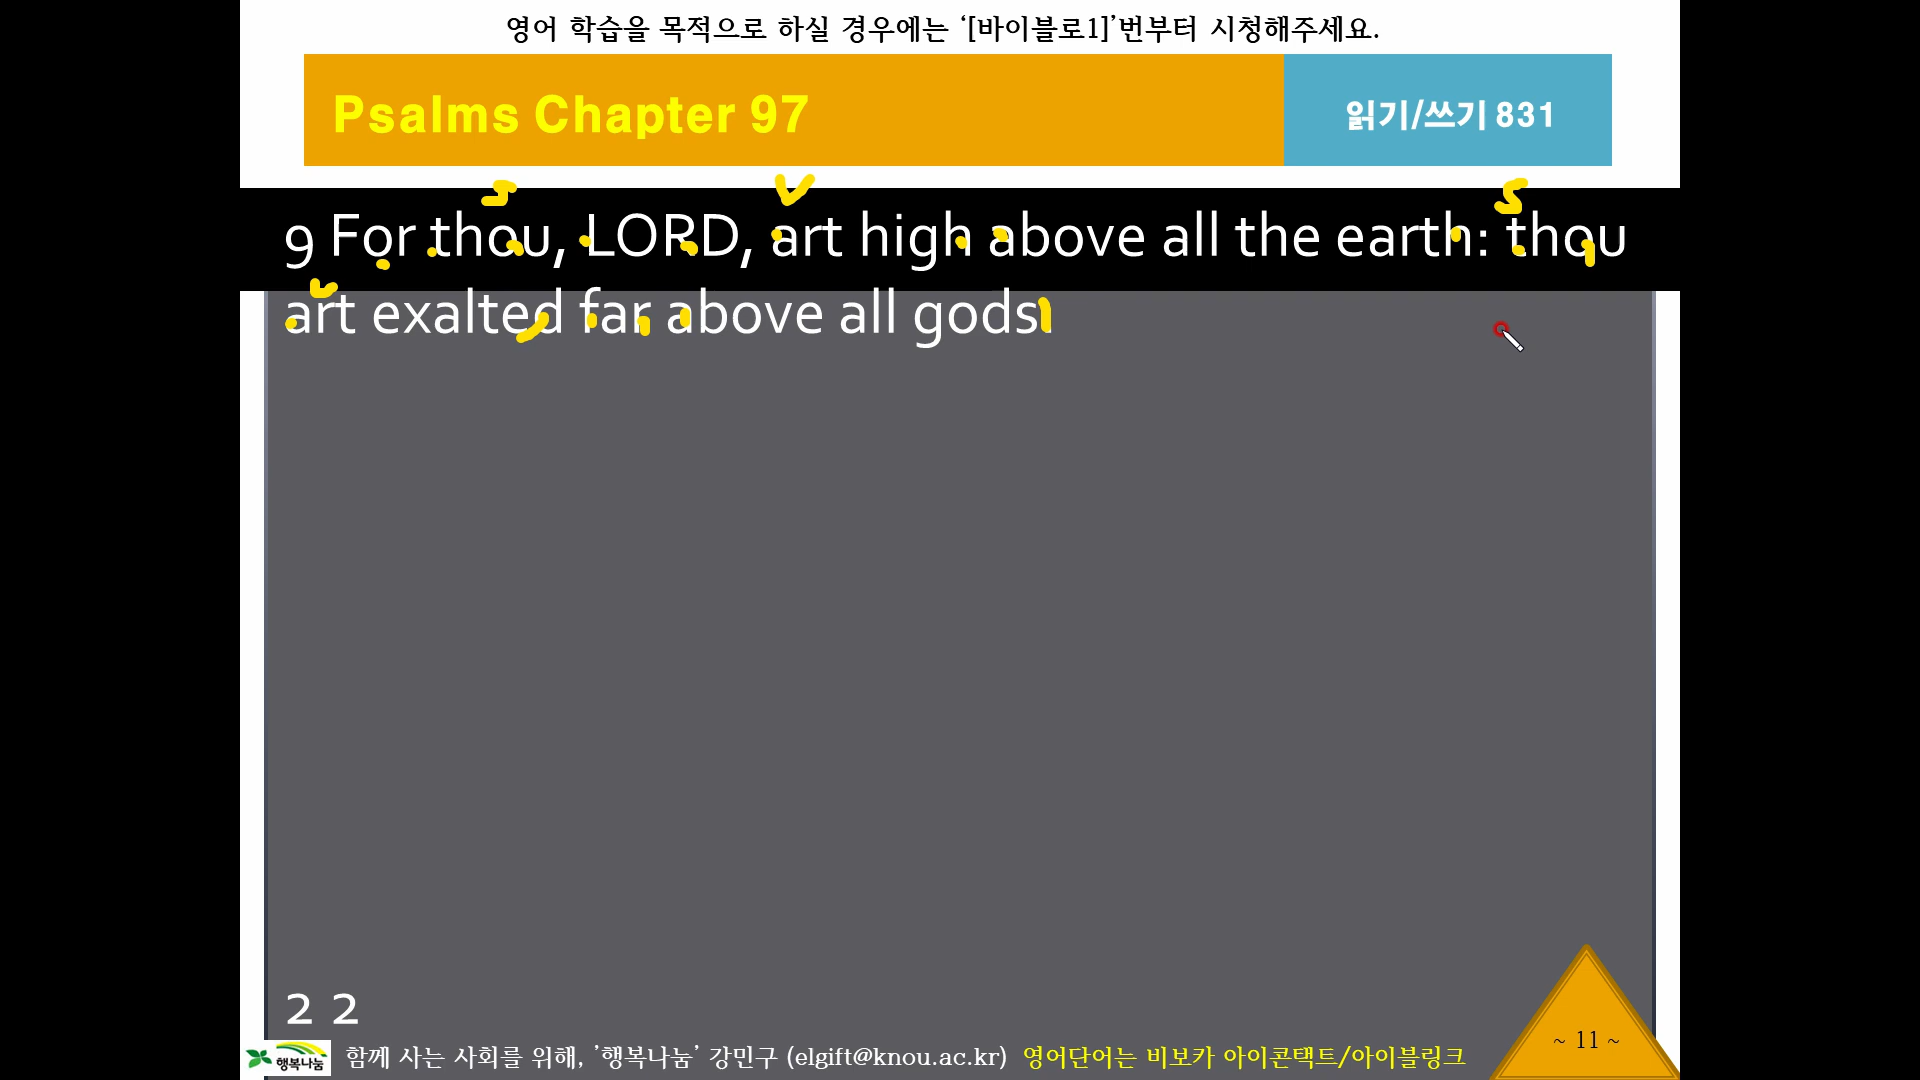 영어 학습을 목적으로 하실 경우에는 ‘[바이블로1]’번부터 시청해주세요.
Psalms Chapter 97
읽기/쓰기 831
s v s
9 For thou, LORD, art high above all the earth: thou
v
art exalted far above all gods.
2 2
~ 11 ~
행복나눔
함께 사는 사회를 위해, ’행복나눔’ 강민구 (elgift@knou.ac.kr) 영어단어는 비보카 아이콘택트/아이블링크